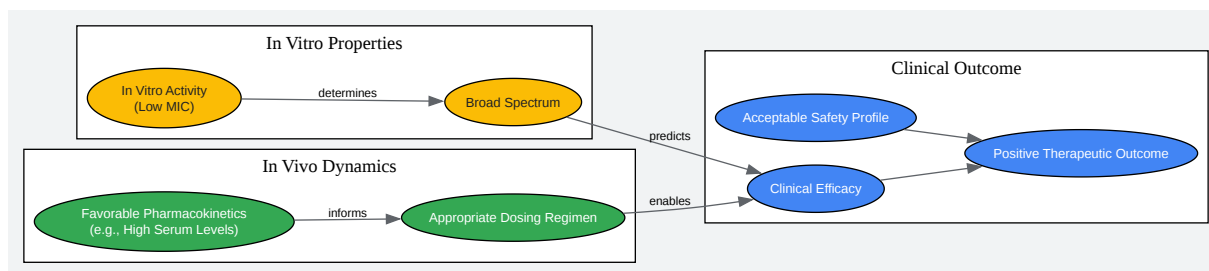 In Vitro Properties
In Vitro Activity
(Low MIC)
determines
Broad Spectrum
predicts
In Vivo Dynamics
Favorable Pharmacokinetics
(e.g., High Serum Levels)
informs
Appropriate Dosing Regimen
enables
Clinical Outcome
Acceptable Safety Profile
Clinical Efficacy
Positive Therapeutic Outcome